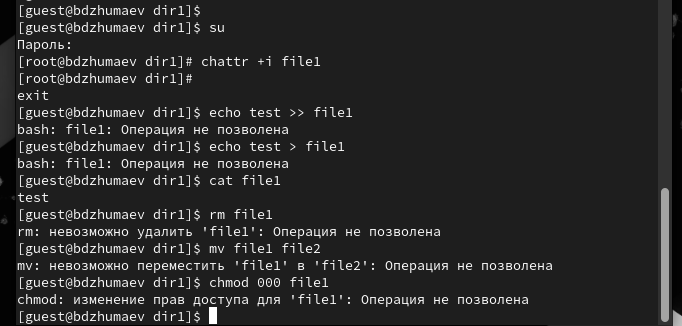 [guest@bdzhumaev dir1]$
[guest@bdzhumaev dir1]$ su
Пароль:
[root@bdzhumaev dir1]# chattr +i file1
[root@bdzhumaev dir1]#
exit
[guest@bdzhumaev dir1]$ echo test >> file1
bash: file1: Операция не позволена
[guest@bdzhumaev dir1]$ echo test > file1
bash: file1: Операция не позволена
[guest@bdzhumaev dir1]$ cat file1
test
[guest@bdzhumaev dir1]$ rm file1
rm: невозможно удалить 'file1': Операция не позволена
[guest@bdzhumaev dir1]$ mv file1 file2
mv: невозможно переместить 'file1' в 'file2': Операция не позволена
[guest@bdzhumaev dir1]$ chmod 000 file1
chmod: изменение прав доступа для 'file1': Операция не позволена
[guest@bdzhumaev dir1]$